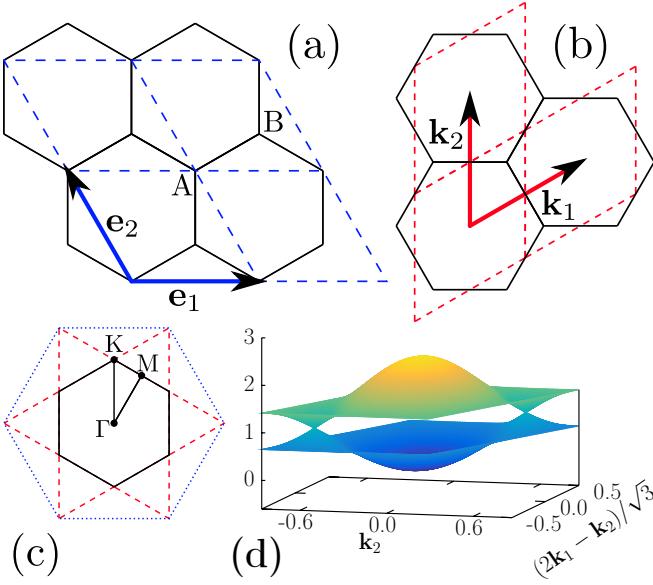 (a)
B
A
e₂
e₁
(b)
k₂
k₁
K
M
Γ
(c)
3
2
1
0
-0.6
0.0
0.6
k₂
-0.5
0.0
0.5
(2k₁ − k₂)/√3
(d)